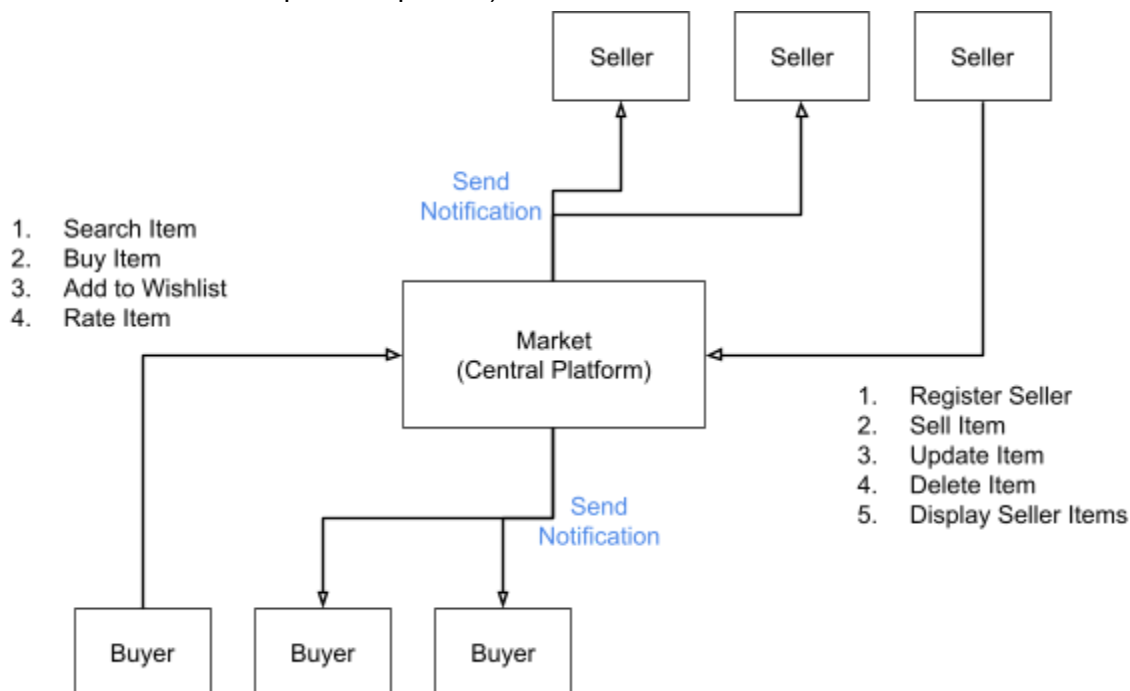 Seller
Seller
Seller
Send
Notification
1. Search Item
2. Buy Item
3. Add to Wishlist
4. Rate Item
Market
(Central Platform)
1. Register Seller
2. Sell Item
3. Update Item
4. Delete Item
5. Display Seller Items
Send
Notification
Buyer
Buyer
Buyer